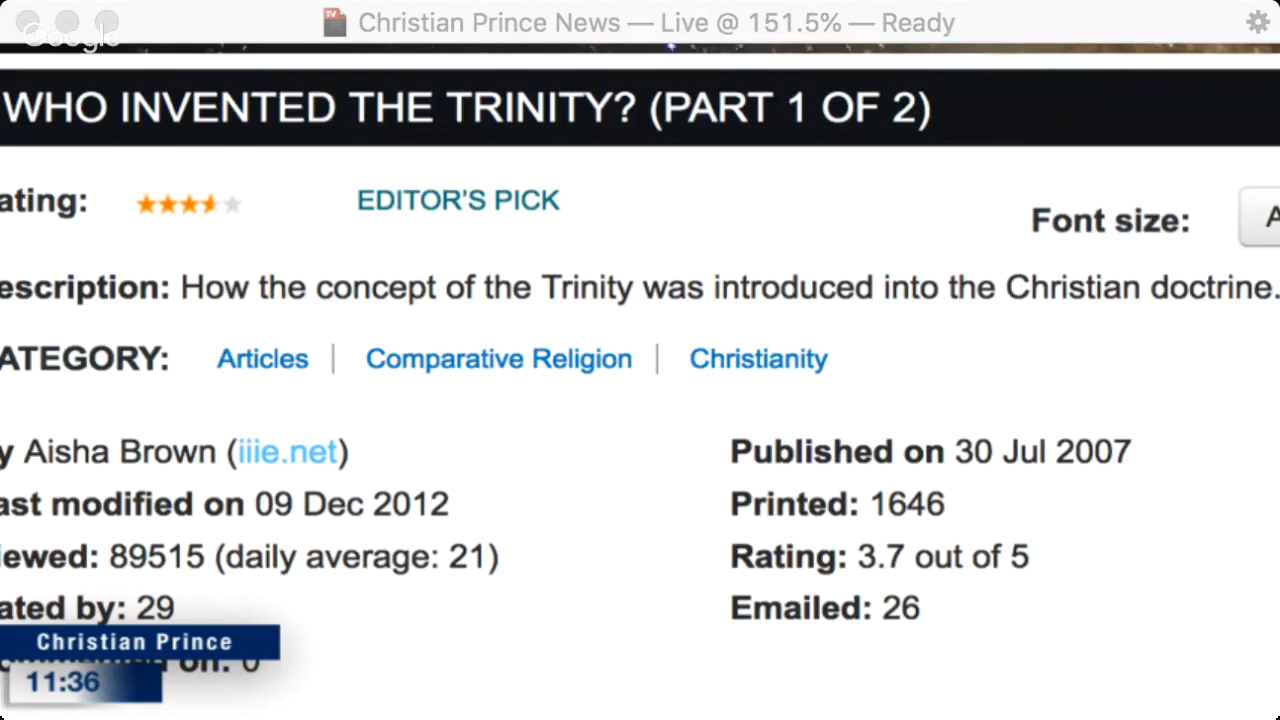 Google
Christian Prince News — Live @ 151.5% — Ready
WHO INVENTED THE TRINITY? (PART 1 OF 2)
ating:
EDITOR'S PICK
Font size:
A
escription: How the concept of the Trinity was introduced into the Christian doctrine.
ATEGORY: Articles | Comparative Religion | Christianity
y Aisha Brown (iiie.net)
Published on 30 Jul 2007
ast modified on 09 Dec 2012
Printed: 1646
iewed: 89515 (daily average: 21)
Rating: 3.7 out of 5
ated by: 29
Emailed: 26
Christian Prince
on: 0
11:36